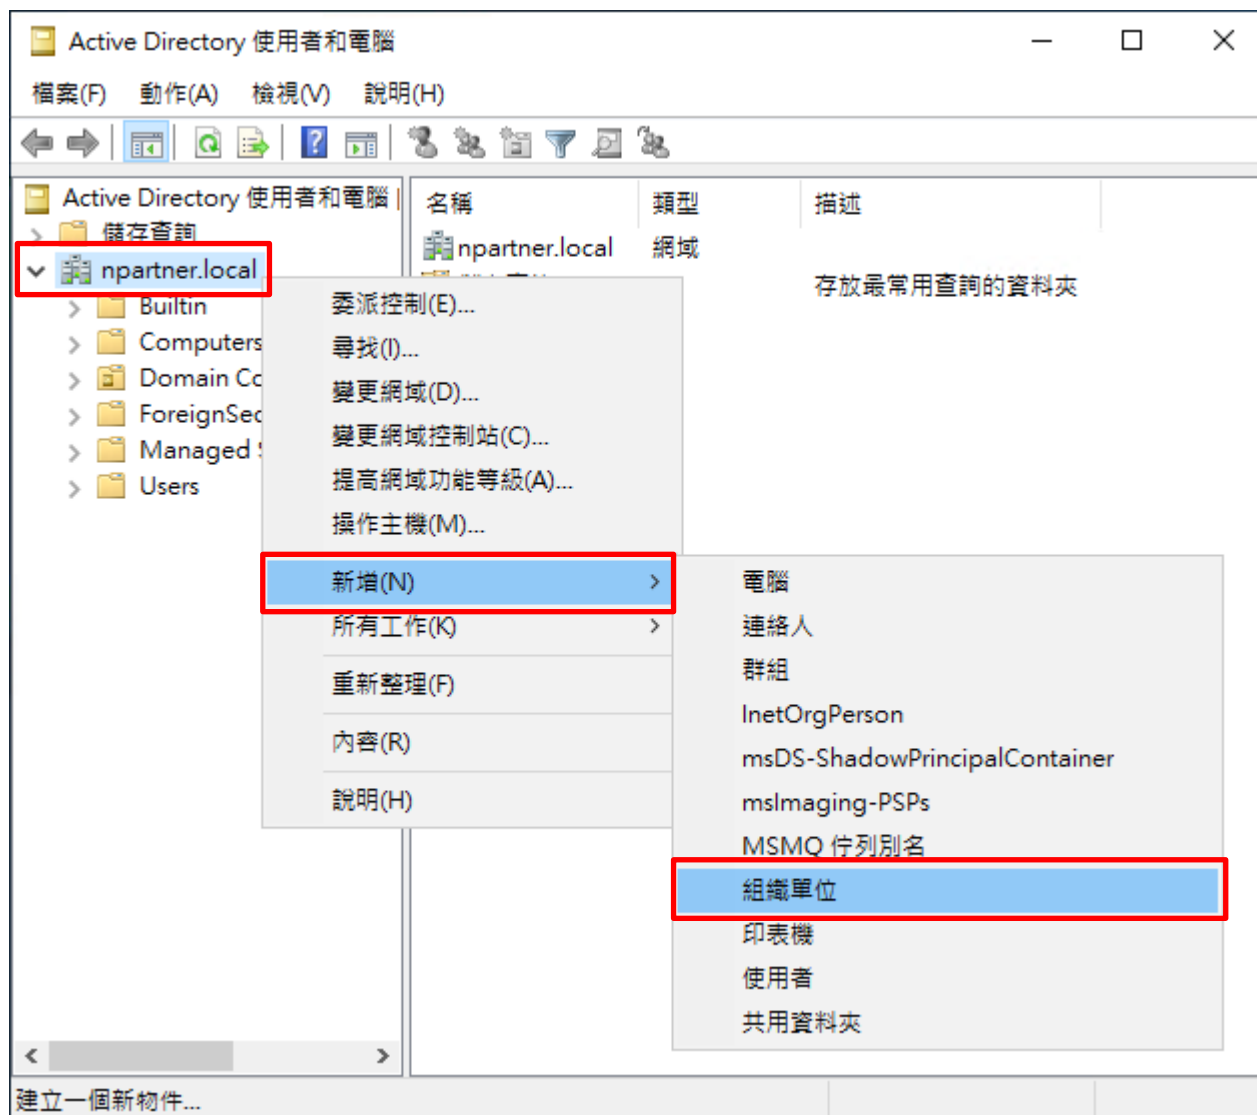 Active Directory 使用者和電腦
檔案(F) 動作(A) 檢視(V) 說明(H)
Active Directory 使用者和電腦
儲存查詢
npartner.local
Builtin
Computers
Domain Co
ForeignSec
Managed
Users
名稱 類型 描述
npartner.local 網域
存放最常用查詢的資料夾
委派控制(E)...
尋找(I)...
變更網域(D)...
變更網域控制站(C)...
提高網域功能等級(A)...
操作主機(M)...
新增(N)
所有工作(K)
重新整理(F)
內容(R)
說明(H)
電腦
連絡人
群組
InetOrgPerson
msDS-ShadowPrincipalContainer
msImaging-PSPs
MSMQ 佇列別名
組織單位
印表機
使用者
共用資料夾
建立一個新物件...